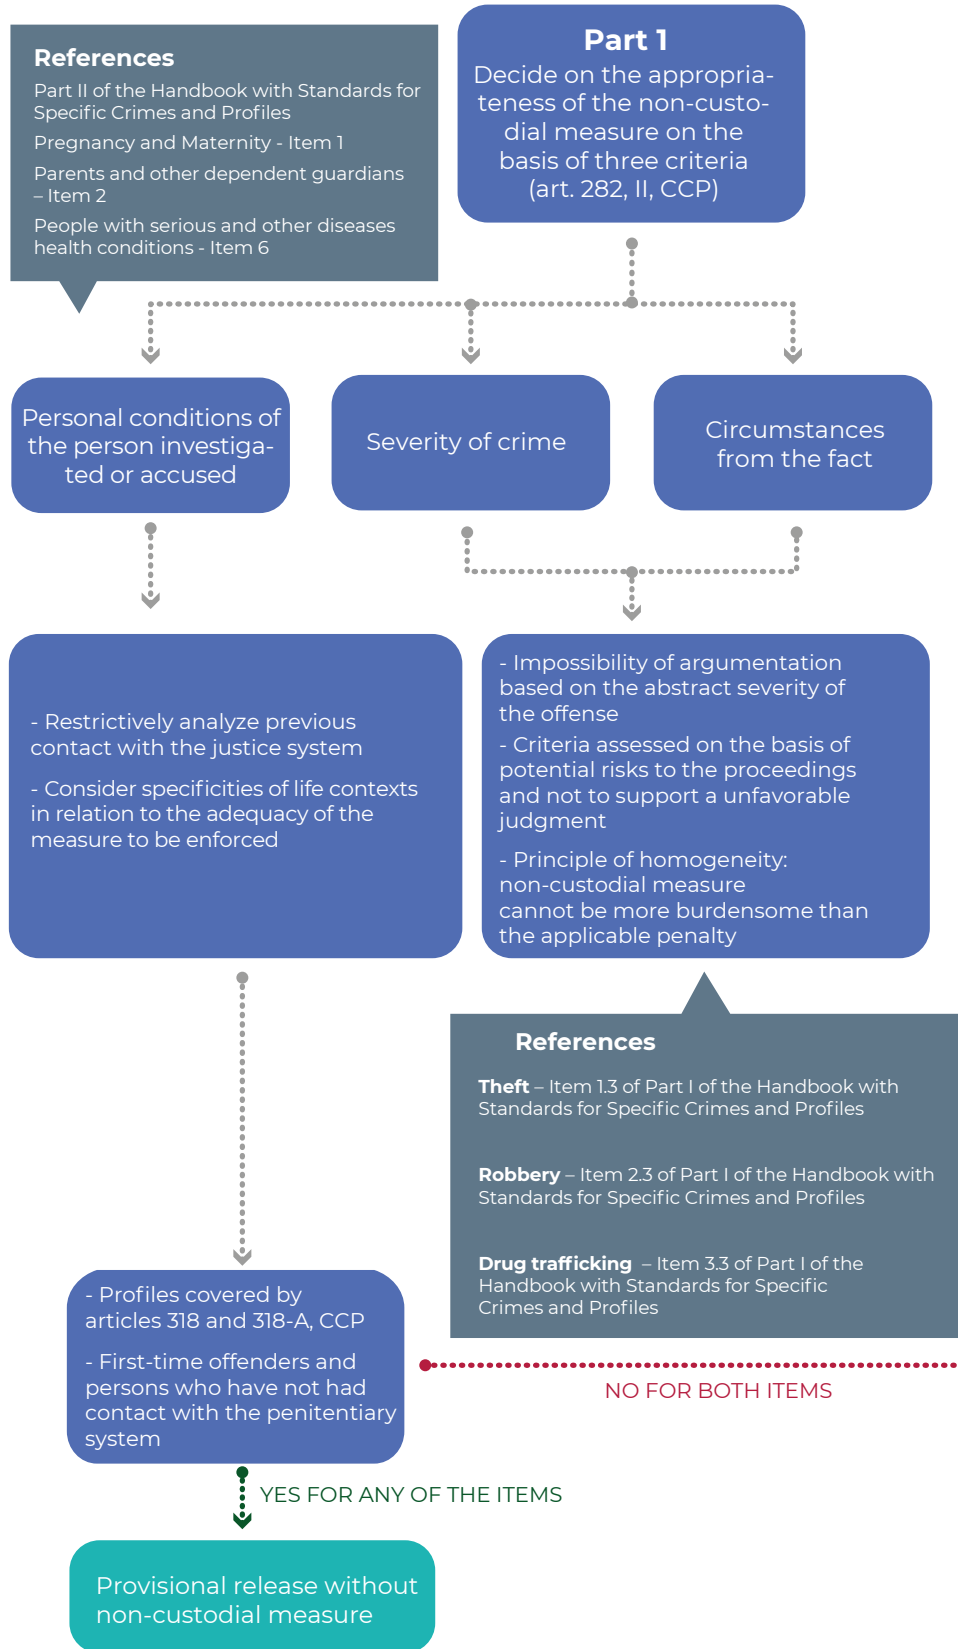 References
Part II of the Handbook with Standards for
Specific Crimes and Profiles
Pregnancy and Maternity - Item 1
Parents and other dependent guardians
– Item 2
People with serious and other diseases
health conditions - Item 6
Part 1
Decide on the appropria-
teness of the non-custo-
dial measure on the
basis of three criteria
(art. 282, II, CCP)
Personal conditions of
the person investiga-
ted or accused
Severity of crime
Circumstances
from the fact
- Restrictively analyze previous
contact with the justice system
- Consider specificities of life contexts
in relation to the adequacy of the
measure to be enforced
- Impossibility of argumentation
based on the abstract severity of
the offense
- Criteria assessed on the basis of
potential risks to the proceedings
and not to support a unfavorable
judgment
- Principle of homogeneity:
non-custodial measure
cannot be more burdensome than
the applicable penalty
References
Theft – Item 1.3 of Part I of the Handbook with
Standards for Specific Crimes and Profiles
Robbery – Item 2.3 of Part I of the Handbook with
Standards for Specific Crimes and Profiles
Drug trafficking – Item 3.3 of Part I of the
Handbook with Standards for Specific
Crimes and Profiles
- Profiles covered by
articles 318 and 318-A, CCP
- First-time offenders and
persons who have not had
contact with the penitentiary
system
NO FOR BOTH ITEMS
YES FOR ANY OF THE ITEMS
Provisional release without
non-custodial measure